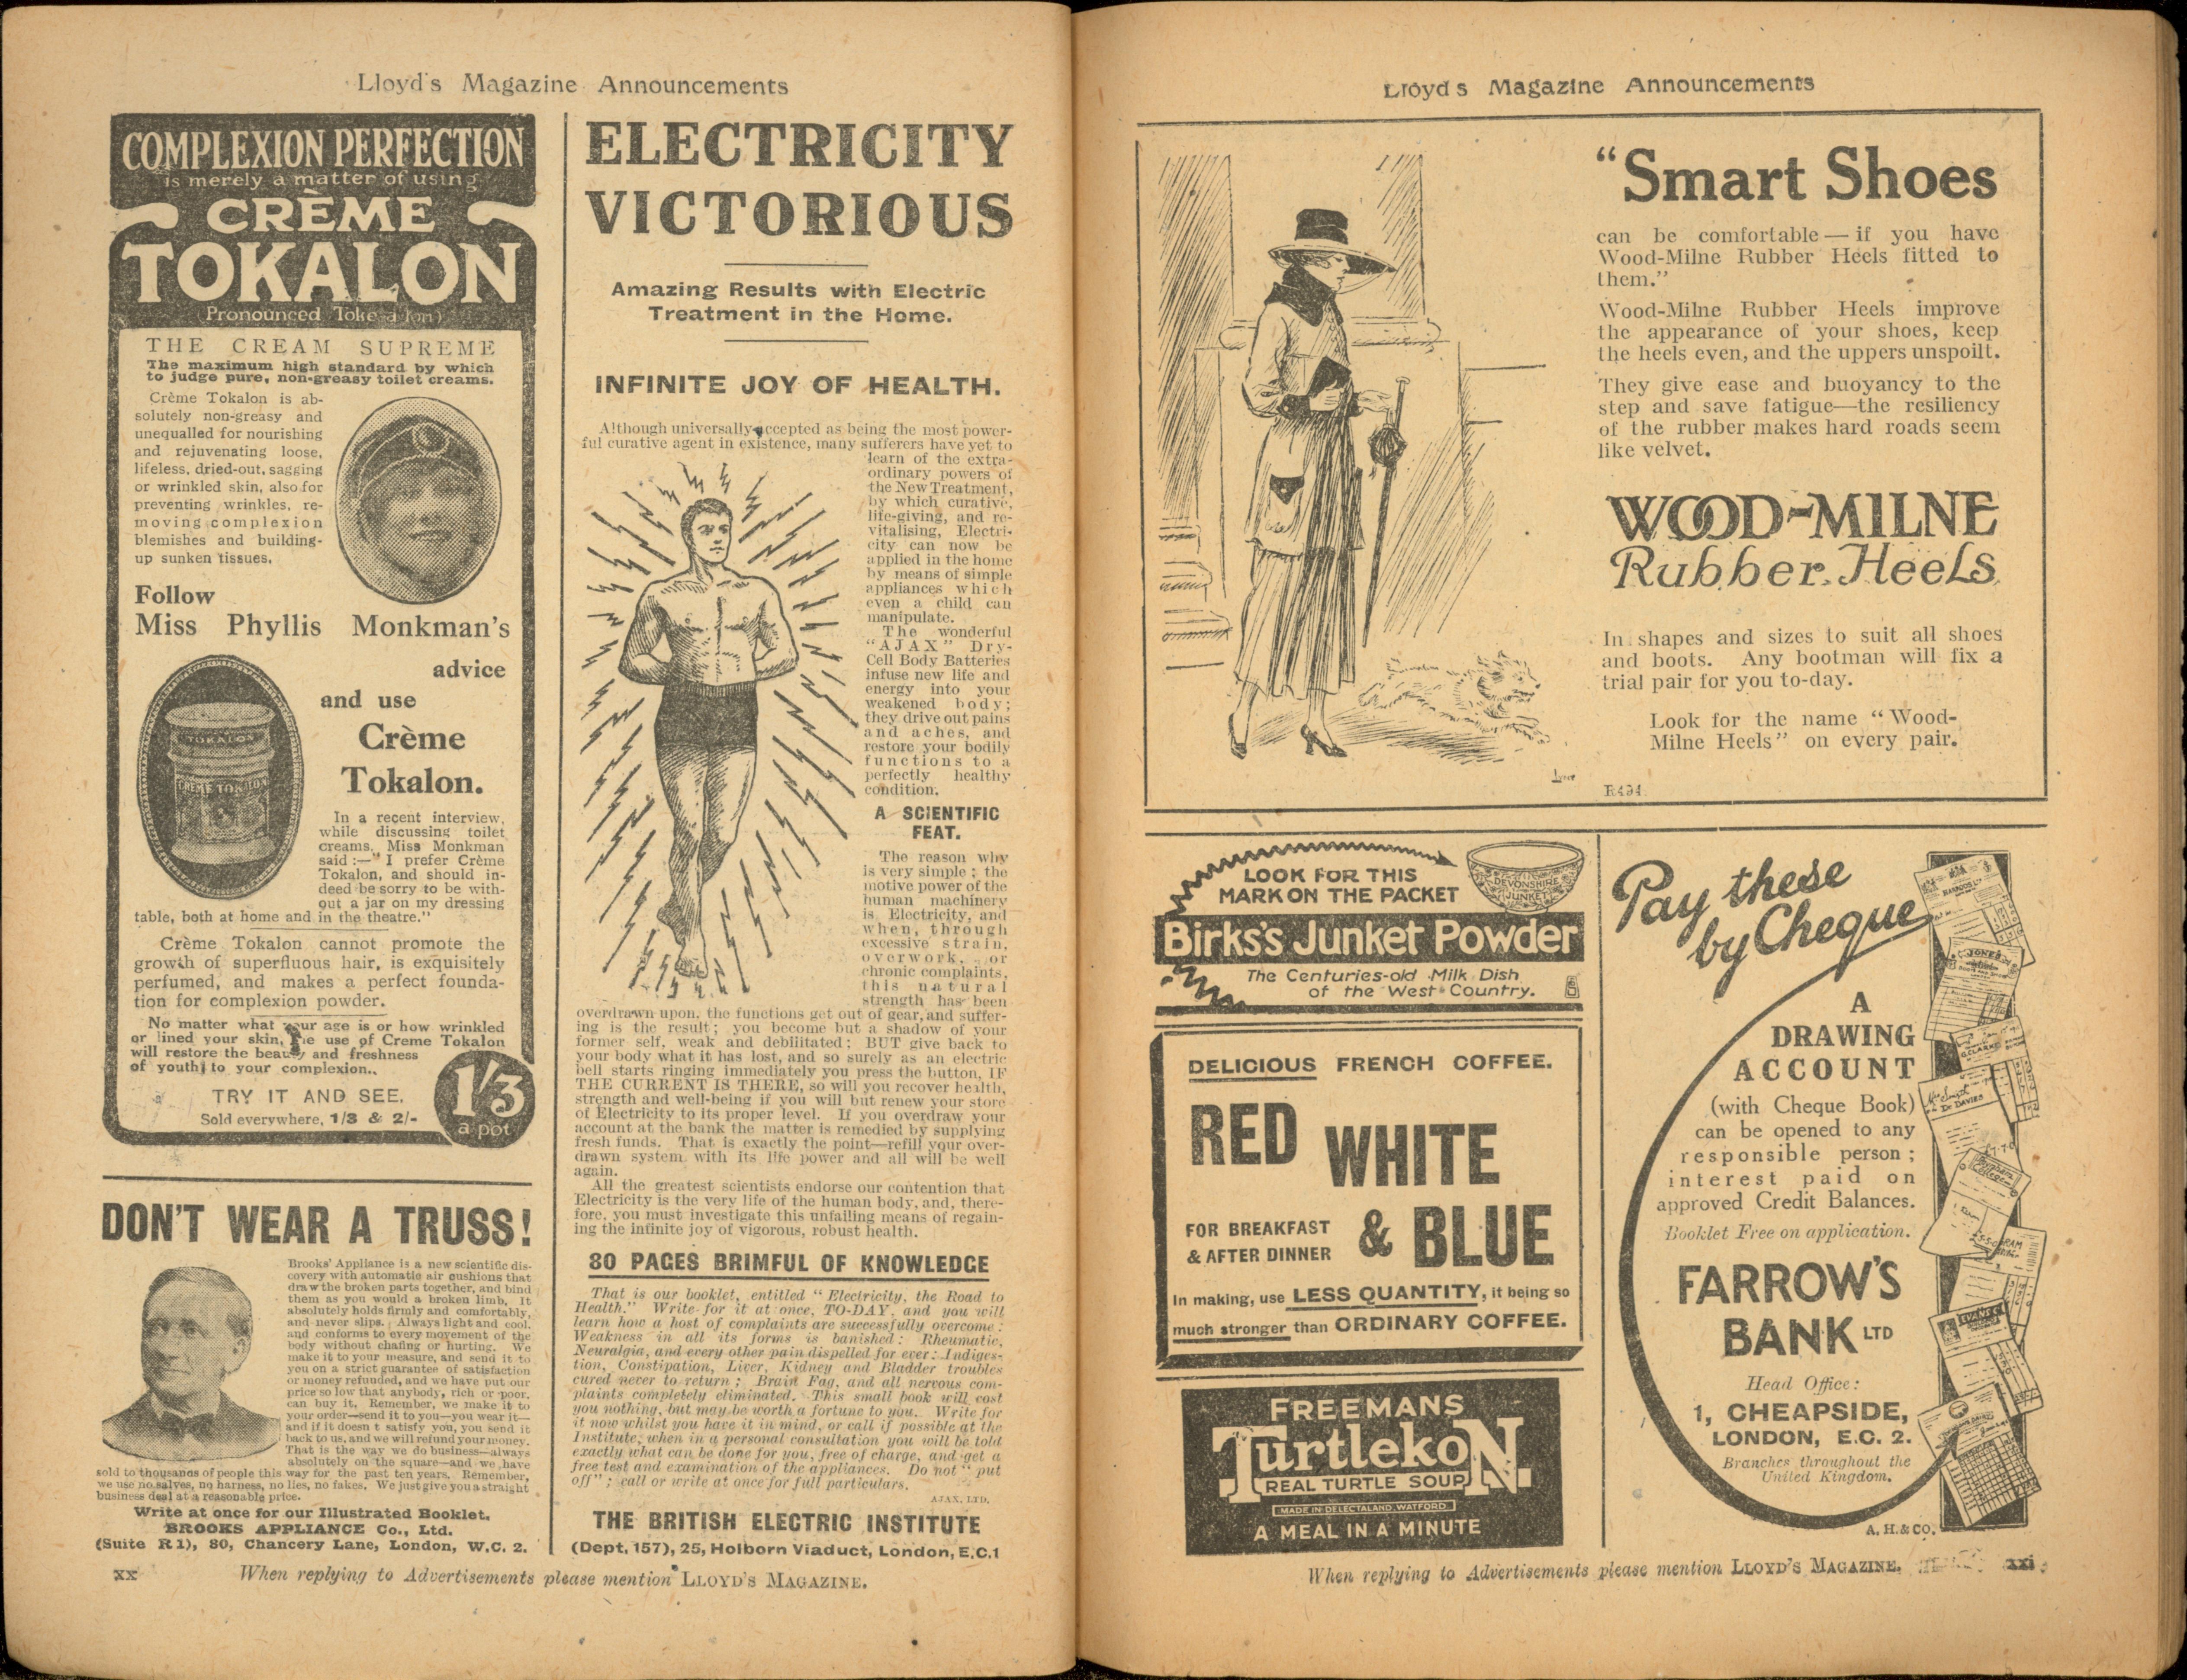 Lloyd's Magazine Announcements
COMPLEXION PERFECTION
is merely a matter of using
CRÈME
TOKALON
(Pronounced Toke-a-lon)
THE CREAM SUPREME
The maximum high standard by which
to judge pure, non-greasy toilet creams.
Crème Tokalon is ab-
solutely non-greasy and
unequalled for nourishing
and rejuvenating loose,
lifeless, dried-out, sagging
or wrinkled skin, also for
preventing wrinkles, re-
moving complexion
blemishes and building-
up sunken tissues.
Follow
Miss Phyllis Monkman's
advice
and use
Crème
Tokalon.
TOKALON
CREME TOKALON
In a recent interview,
while discussing toilet
creams, Miss Monkman
said :—" I prefer Crème
Tokalon, and should in-
deed be sorry to be with-
out a jar on my dressing
table, both at home and in the theatre."
Crème Tokalon cannot promote the
growth of superfluous hair, is exquisitely
perfumed, and makes a perfect founda-
tion for complexion powder.
No matter what your age is or how wrinkled
or lined your skin, the use of Creme Tokalon
will restore the beauty and freshness
of youth to your complexion.
TRY IT AND SEE.
Sold everywhere, 1/3 & 2/-
1/3
a pot
DON'T WEAR A TRUSS!
Brooks' Appliance is a new scientific dis-
covery with automatic air cushions that
draw the broken parts together, and bind
them as you would a broken limb. It
absolutely holds firmly and comfortably,
and never slips. Always light and cool,
and conforms to every movement of the
body without chafing or hurting. We
make it to your measure, and send it to
you on a strict guarantee of satisfaction
or money refunded, and we have put our
price so low that anybody, rich or poor,
can buy it. Remember, we make it to
your order—send it to you—you wear it—
and if it doesn t satisfy you, you send it
back to us, and we will refund your money.
That is the way we do business—always
absolutely on the square—and we have
sold to thousands of people this way for the past ten years. Remember,
we use no salves, no harness, no lies, no fakes. We just give you a straight
business deal at a reasonable price.
Write at once for our Illustrated Booklet.
BROOKS APPLIANCE Co., Ltd.
(Suite R1), 80, Chancery Lane, London, W.C. 2.
ELECTRICITY
VICTORIOUS
Amazing Results with Electric
Treatment in the Home.
INFINITE JOY OF HEALTH.
Although universally accepted as being the most power-
ful curative agent in existence, many sufferers have yet to
learn of the extra-
ordinary powers of
the New Treatment,
by which curative,
life-giving, and re-
vitalising, Electri-
city can now be
applied in the home
by means of simple
appliances which
even a child can
manipulate.
The wonderful
"AJAX" Dry-
Cell Body Batteries
infuse new life and
energy into your
weakened body;
they drive out pains
and aches, and
restore your bodily
functions to a
perfectly healthy
condition.
A SCIENTIFIC
FEAT.
The reason why
is very simple ; the
motive power of the
human machinery
is Electricity, and
when, through
excessive strain,
overwork, or
chronic complaints,
this natural
strength has been
overdrawn upon, the functions get out of gear, and suffer-
ing is the result; you become but a shadow of your
former self, weak and debilitated; BUT give back to
your body what it has lost, and so surely as an electric
bell starts ringing immediately you press the button, IF
THE CURRENT IS THERE, so will you recover health,
strength and well-being if you will but renew your store
of Electricity to its proper level. If you overdraw your
account at the bank the matter is remedied by supplying
fresh funds. That is exactly the point—refill your over-
drawn system with its life power and all will be well
again.
All the greatest scientists endorse our contention that
Electricity is the very life of the human body, and, there-
fore, you must investigate this unfailing means of regain-
ing the infinite joy of vigorous, robust health.
80 PAGES BRIMFUL OF KNOWLEDGE
That is our booklet, entitled " Electricity, the Road to
Health." Write for it at once, TO-DAY, and you will
learn how a host of complaints are successfully overcome ;
Weakness in all its forms is banished ; Rheumatic,
Neuralgia, and every other pain dispelled for ever; Indiges-
tion, Constipation, Liver, Kidney and Bladder troubles
cured never to return ; Brain Fag, and all nervous com-
plaints completely eliminated. This small book will cost
you nothing, but may be worth a fortune to you. Write for
it now whilst you have it in mind, or call if possible at the
Institute, when in a personal consultation you will be told
exactly what can be done for you, free of charge, and get a
free test and examination of the appliances. Do not " put
off" ; call or write at once for full particulars.
AJAX, LTD.
THE BRITISH ELECTRIC INSTITUTE
(Dept. 157), 25, Holborn Viaduct, London, E.C.1
xx
When replying to Advertisements please mention LLOYD'S MAGAZINE.
Lloyd s Magazine Announcements
"Smart Shoes
can be comfortable — if you have
Wood-Milne Rubber Heels fitted to
them."
Wood-Milne Rubber Heels improve
the appearance of your shoes, keep
the heels even, and the uppers unspoilt.
They give ease and buoyancy to the
step and save fatigue—the resiliency
of the rubber makes hard roads seem
like velvet.
WOOD-MILNE
Rubber Heels
In shapes and sizes to suit all shoes
and boots. Any bootman will fix a
trial pair for you to-day.
Look for the name "Wood-
Milne Heels" on every pair.
R494
LOOK FOR THIS
MARK ON THE PACKET
DEVONSHIRE
JUNKET
Birks's Junket Powder
The Centuries-old Milk Dish
of the West Country.
DELICIOUS FRENCH COFFEE.
RED
WHITE
& BLUE
FOR BREAKFAST
& AFTER DINNER
In making, use LESS QUANTITY, it being so
much stronger than ORDINARY COFFEE.
FREEMANS
TurtlekoN.
REAL TURTLE SOUP
MADE IN DELECTALAND, WATFORD
A MEAL IN A MINUTE
Pay these
by Cheque
JONES
G. CLARKE
Dr DAVIES
A
DRAWING
ACCOUNT
(with Cheque Book)
can be opened to any
responsible person ;
interest paid on
approved Credit Balances.
Booklet Free on application.
FARROW'S
BANK LTD
Head Office:
1, CHEAPSIDE,
LONDON, E.C. 2.
Branches throughout the
United Kingdom.
A. H. & CO.
When replying to Advertisements please mention LLOYD'S MAGAZINE.
xxi